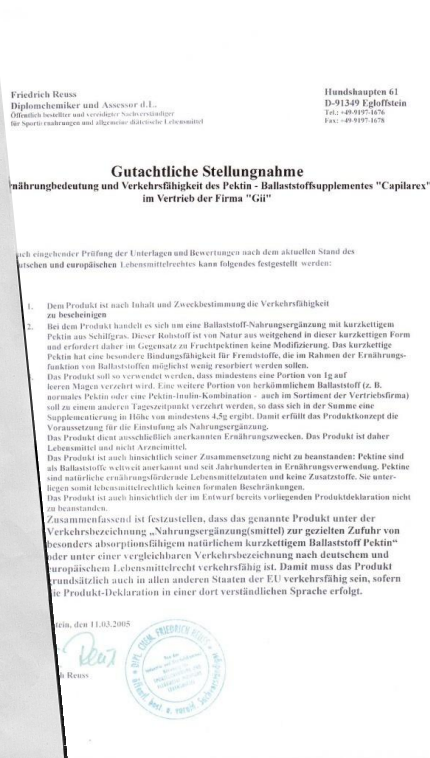 Friedrich Reuss
Diplomchemiker und Assessor d.L.
Öffentlich bestellter und vereidigter Sachverständiger
für Sporternahrungen und allgemeine diätetische Lebensmittel
Hundshaupten 61
D-91349 Egloffstein
Tel.: +49-9197-1676
Fax: +49-9197-1678
Gutachtliche Stellungnahme
nährungbedeutung und Verkehrsfähigkeit des Pektin - Ballaststoffsupplementes "Capilarex"
im Vertrieb der Firma "Gii"
ach eingehender Prüfung der Unterlagen und Bewertungen nach dem aktuellen Stand des
utschen und europäischen Lebensmittelrechtes kann folgendes festgestellt werden:
1. Dem Produkt ist nach Inhalt und Zweckbestimmung die Verkehrsfähigkeit
zu bescheinigen
2. Bei dem Produkt handelt es sich um eine Ballaststoff-Nahrungsergänzung mit kurzkettigem
Pektin aus Schilfgras. Dieser Rohstoff ist von Natur aus weitgehend in dieser kurzkettigen Form
und erfordert daher im Gegensatz zu Fruchtpektinen keine Modifizierung. Das kurzkettige
Pektin hat eine besondere Bindungsfähigkeit für Fremdstoffe, die im Rahmen der Ernährungs-
funktion von Ballaststoffen möglichst wenig resorbiert werden sollen.
Das Produkt soll so verwendet werden, dass mindestens eine Portion von 1g auf
leeren Magen verzehrt wird. Eine weitere Portion von herkömmlichem Ballaststoff (z. B.
normales Pektin oder eine Pektin-Inulin-Kombination - auch im Sortiment der Vertriebsfirma)
soll zu einem anderen Tageszeitpunkt verzehrt werden, so dass sich in der Summe eine
Supplementierung in Höhe von mindestens 4,5g ergibt. Damit erfüllt das Produktkonzept die
Voraussetzung für die Einstufung als Nahrungsergänzung.
Das Produkt dient ausschließlich anerkannten Ernährungszwecken. Das Produkt ist daher
Lebensmittel und nicht Arzneimittel.
Das Produkt ist auch hinsichtlich seiner Zusammensetzung nicht zu beanstanden: Pektine sind
als Ballaststoffe weltweit anerkannt und seit Jahrhunderten in Ernährungsverwendung. Pektine
sind natürliche ernährungsfördernde Lebensmittelzutaten und keine Zusatzstoffe. Sie unter-
liegen somit Lebensmittelrechtlich keinen formalen Beschränkungen.
Das Produkt ist auch hinsichtlich der im Entwurf bereits vorliegenden Produktdeklaration nicht
zu beanstanden.
Zusammenfassend ist festzustellen, dass das genannte Produkt unter der
Verkehrsbezeichnung „Nahrungsergänzung(smittel) zur gezielten Zufuhr von
besonders absorptionsfähigem natürlichem kurzkettigem Ballaststoff Pektin“
oder unter einer vergleichbaren Verkehrsbezeichnung nach deutschem und
europäischem Lebensmittelrecht verkehrsfähig ist. Damit muss das Produkt
grundsätzlich auch in allen anderen Staaten der EU verkehrsfähig sein, sofern
die Produkt-Deklaration in einer dort verständlichen Sprache erfolgt.
tein, den 11.03.2005
Reuß
h Reuss
DIPL. CHEM. FRIEDRICH REUSS